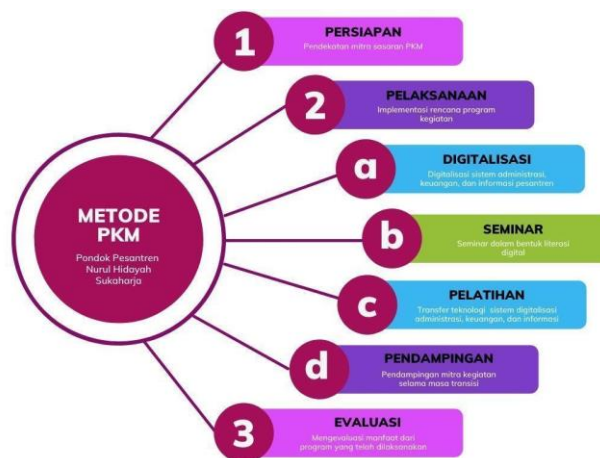 1
PERSIAPAN
Pendekatan mitra sasaran PKM
2
PELAKSANAAN
Implementasi rencana program
kegiatan
a
DIGITALISASI
Digitalisasi sistem administrasi,
keuangan, dan informasi pesantren
METODE
PKM
Pondok Pesantren
Nurul Hidayah
Sukaharja
b
SEMINAR
Seminar dalam bentuk literasi
digital
c
PELATIHAN
Transfer teknologi sistem digitalisasi
administrasi, keuangan, dan informasi
d
PENDAMPINGAN
Pendampingan mitra kegiatan
selama masa transisi
3
EVALUASI
Mengevaluasi manfaat dari
program yang telah dilaksanakan